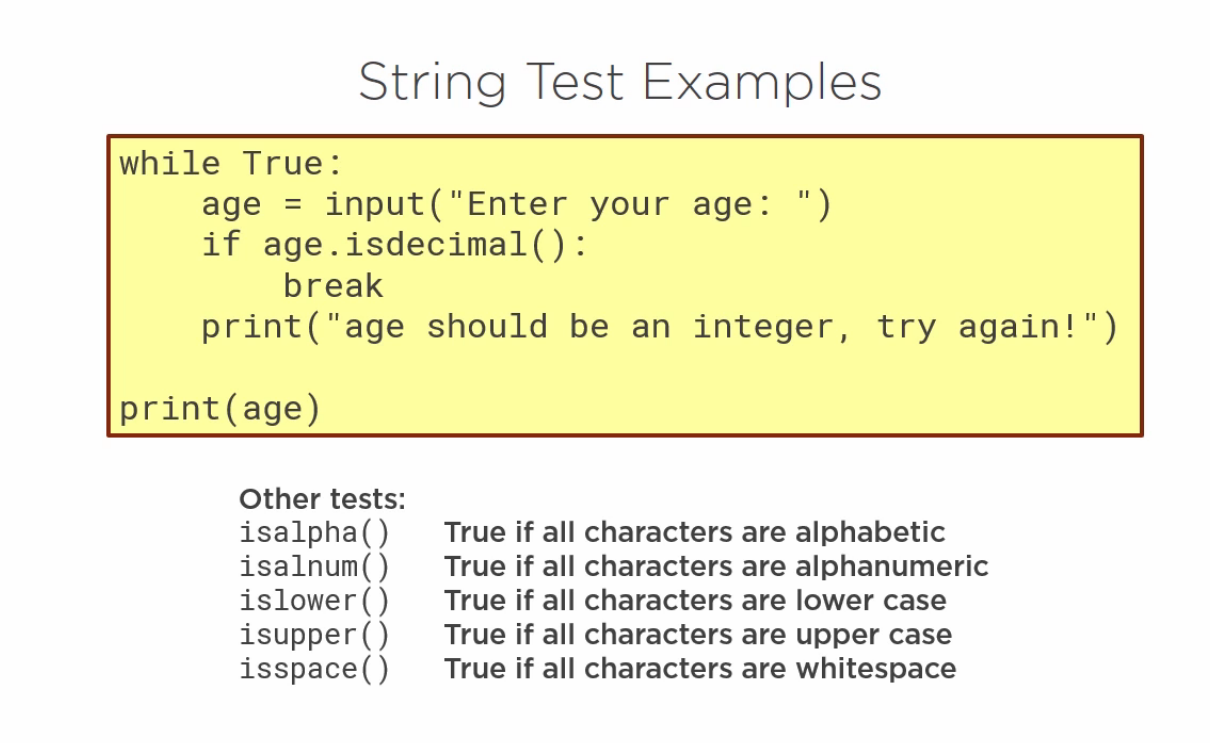 String Test Examples
while True:
    age = input("Enter your age: ")
    if age.isdecimal():
        break
    print("age should be an integer, try again!")

print(age)
Other tests:
isalpha() True if all characters are alphabetic
isalnum() True if all characters are alphanumeric
islower() True if all characters are lower case
isupper() True if all characters are upper case
isspace() True if all characters are whitespace